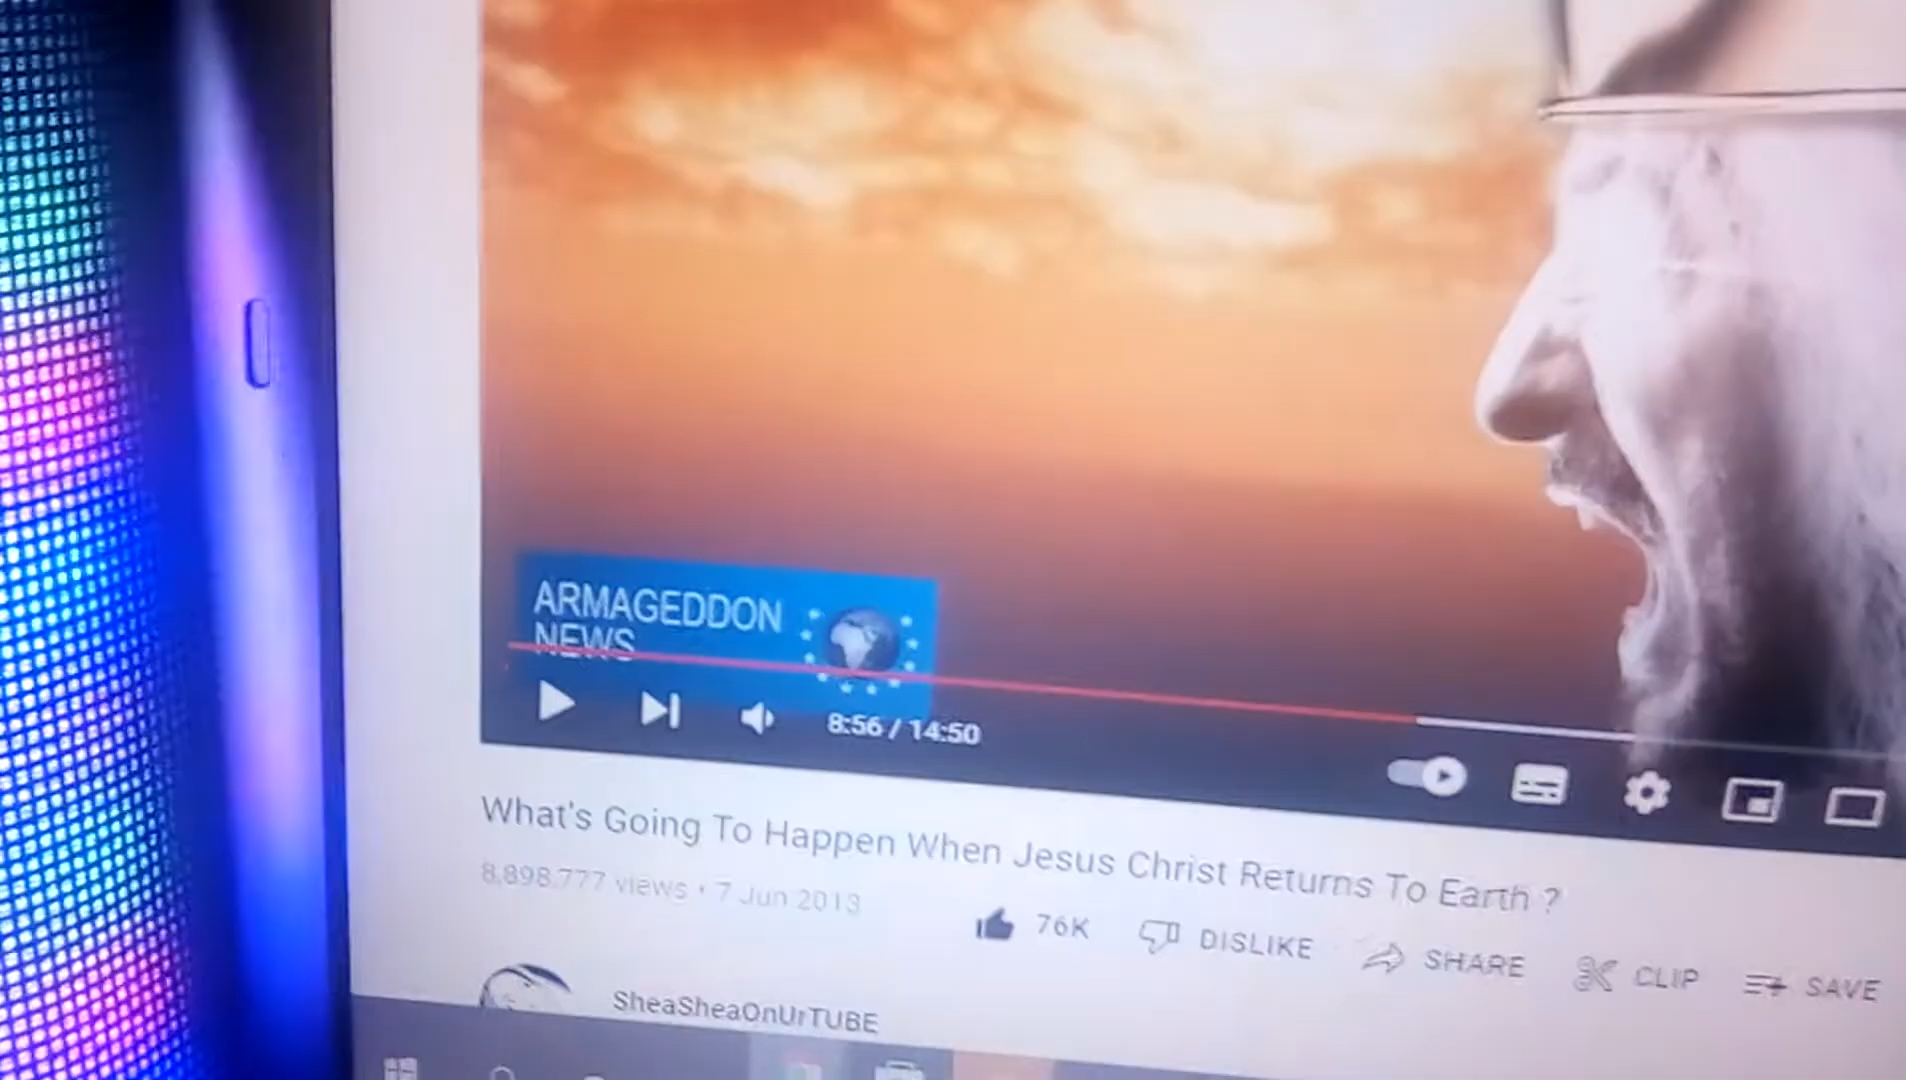 ARMAGEDDON
NEWS
8:56 / 14:50
What's Going To Happen When Jesus Christ Returns To Earth ?
8,898,777 views • 7 Jun 2013
76K DISLIKE SHARE CLIP SAVE
SheaSheaOnUrTUBE